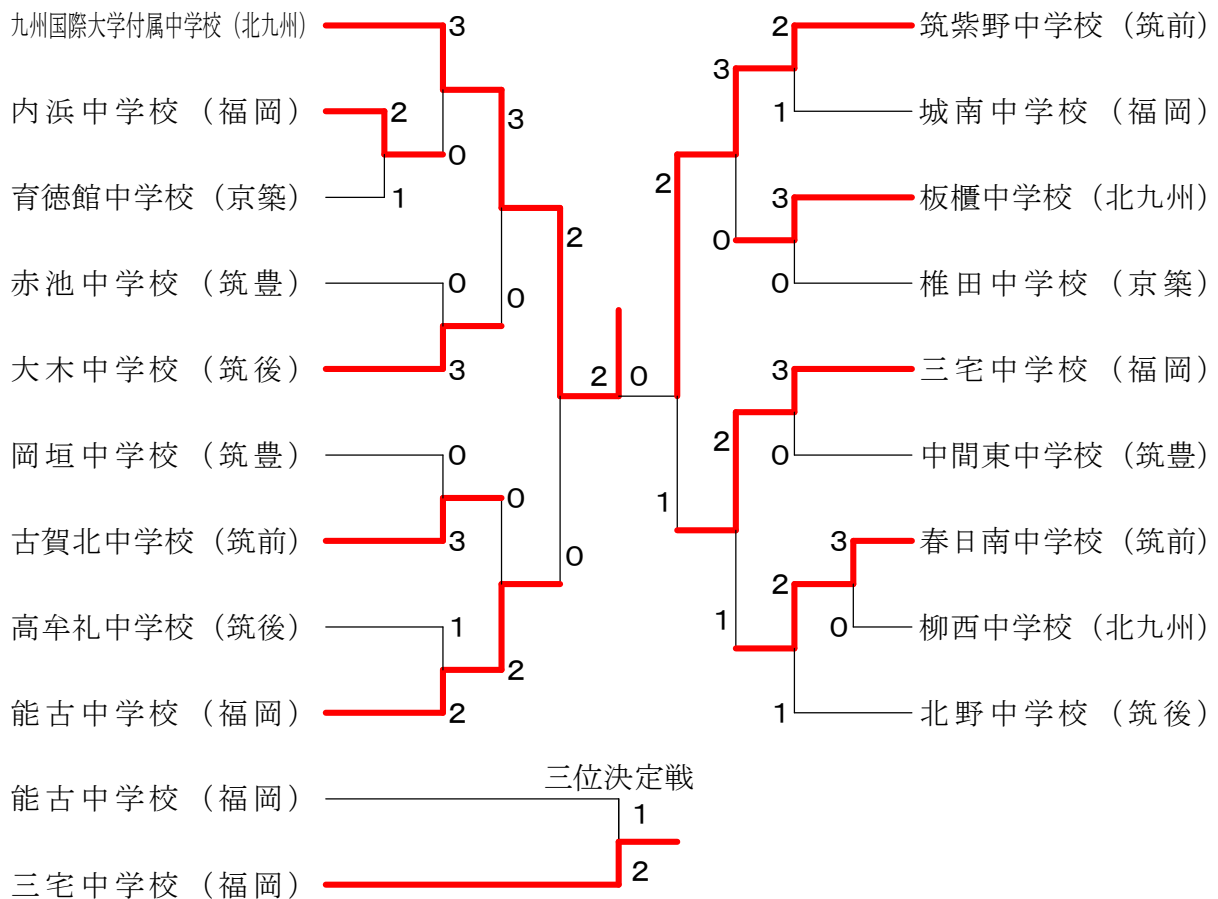 九州国際大学付属中学校（北九州）
3
2
筑紫野中学校（筑前）
3
内浜中学校（福岡）
2
3
1
城南中学校（福岡）
0
育徳館中学校（京築）
1
2
3
板櫃中学校（北九州）
2
0
赤池中学校（筑豊）
0
0
0
椎田中学校（京築）
大木中学校（筑後）
3
2
0
3
三宅中学校（福岡）
2
岡垣中学校（筑豊）
0
0
中間東中学校（筑豊）
0
1
古賀北中学校（筑前）
3
0
3
春日南中学校（筑前）
2
高牟礼中学校（筑後）
1
1
0
柳西中学校（北九州）
2
能古中学校（福岡）
2
1
北野中学校（筑後）
三位決定戦
能古中学校（福岡）
1
2
三宅中学校（福岡）